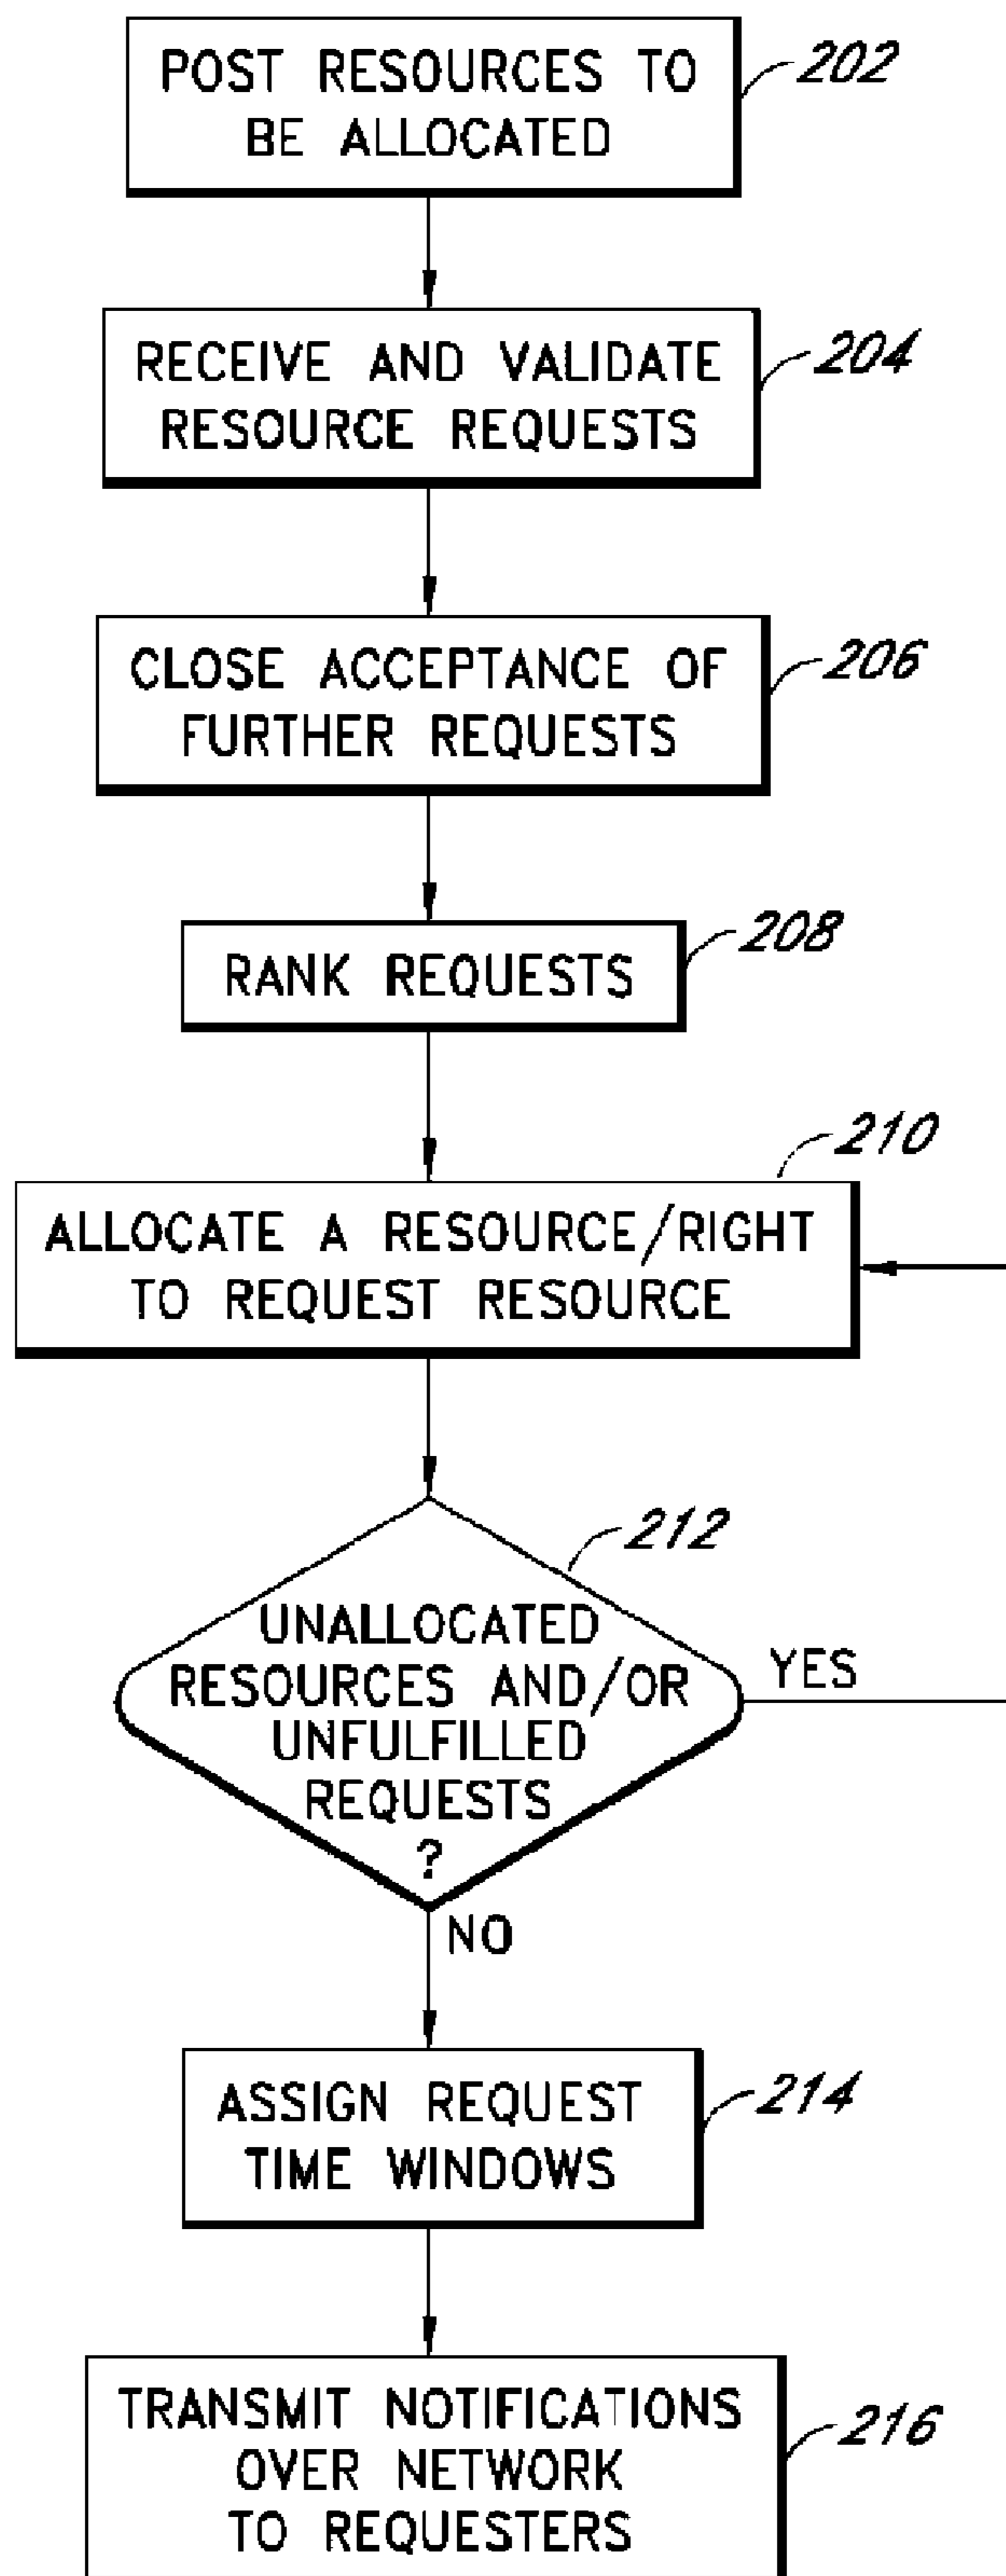 POST RESOURCES TO
BE ALLOCATED
202
RECEIVE AND VALIDATE
RESOURCE REQUESTS
204
CLOSE ACCEPTANCE OF
FURTHER REQUESTS
206
RANK REQUESTS
208
210
ALLOCATE A RESOURCE/RIGHT
TO REQUEST RESOURCE
212
UNALLOCATED
RESOURCES AND/OR
UNFULFILLED
REQUESTS
?
YES
NO
ASSIGN REQUEST
TIME WINDOWS
214
TRANSMIT NOTIFICATIONS
OVER NETWORK
TO REQUESTERS
216